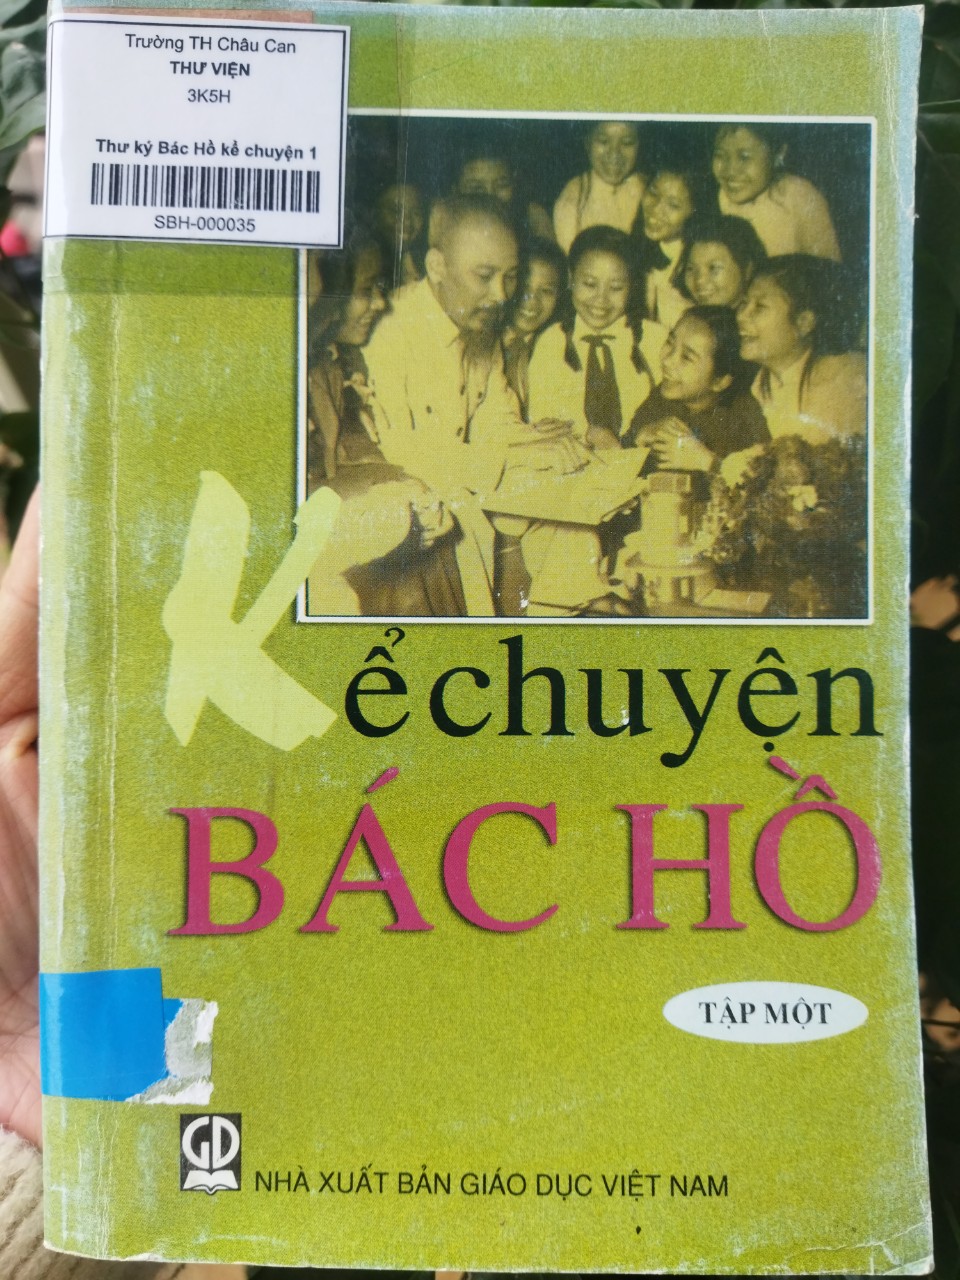 Trường TH Châu Can
THƯ VIỆN
3K5H
Thư ký Bác Hồ kể chuyện 1
SBH-000035
Kể chuyện
BÁC HỒ
TẬP MỘT
GD
NHÀ XUẤT BẢN GIÁO DỤC VIỆT NAM